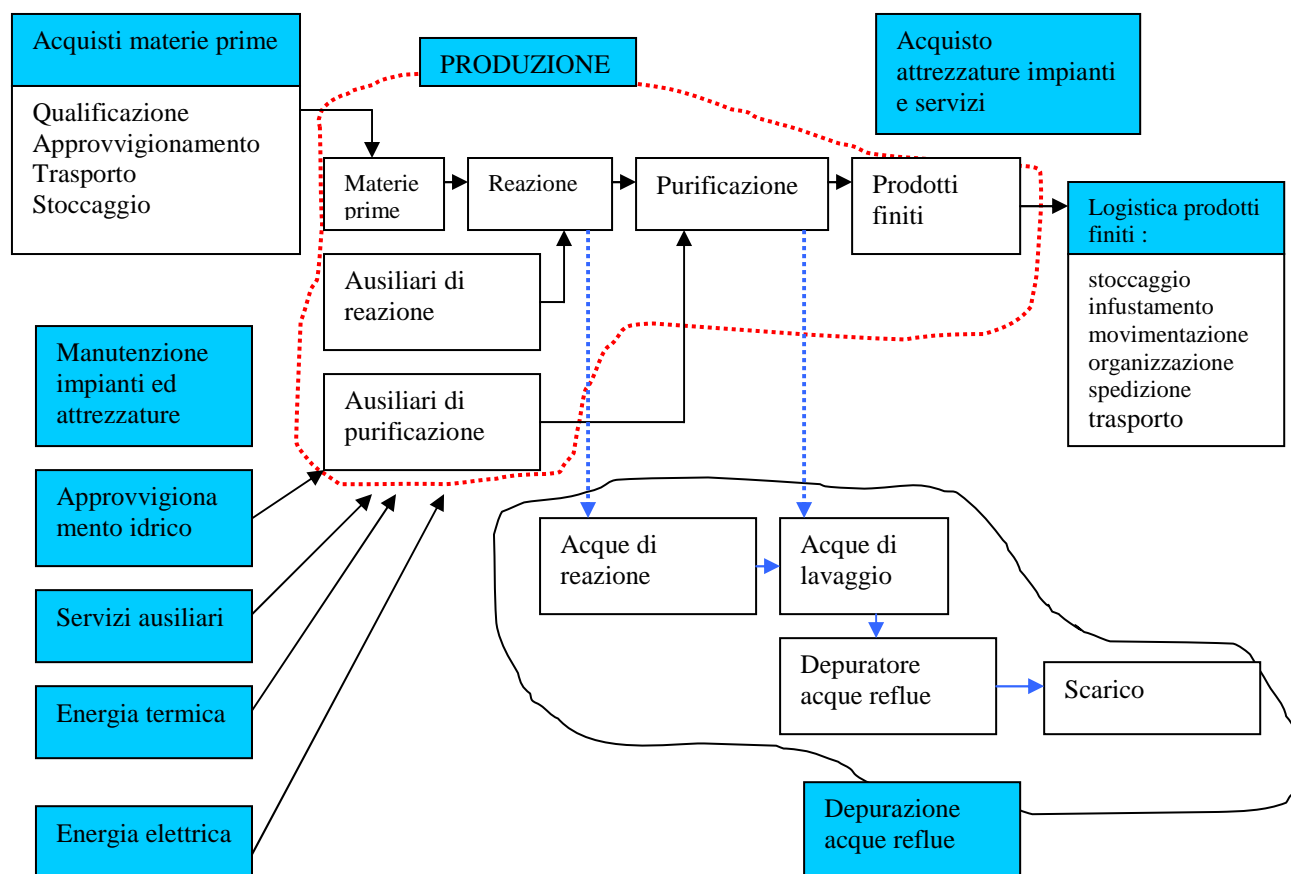 Acquisti materie prime
Qualificazione
Approvvigionamento
Trasporto
Stoccaggio
PRODUZIONE
Acquisto
attrezzature impianti
e servizi
Materie
prime
Reazione
Purificazione
Prodotti
finiti
Logistica prodotti
finiti :
stoccaggio
infustamento
movimentazione
organizzazione
spedizione
trasporto
Ausiliari di
reazione
Manutenzione
impianti ed
attrezzature
Ausiliari di
purificazione
Approvvigiona
mento idrico
Acque di
reazione
Acque di
lavaggio
Servizi ausiliari
Depuratore
acque reflue
Scarico
Energia termica
Energia elettrica
Depurazione
acque reflue